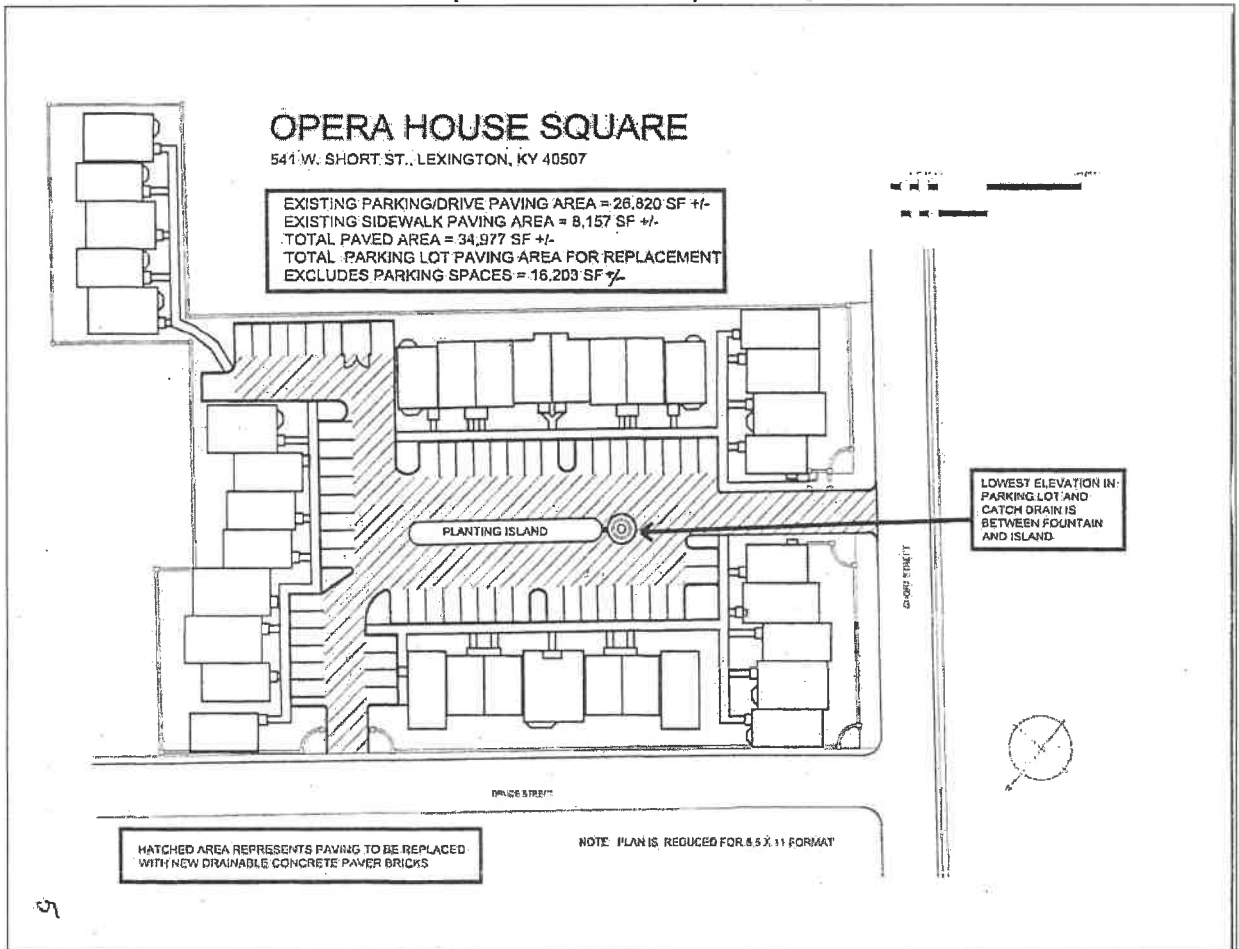 OPERA HOUSE SQUARE
541 W. SHORT ST., LEXINGTON, KY 40507
EXISTING PARKING/DRIVE PAVING AREA = 26,820 SF +/-
EXISTING SIDEWALK PAVING AREA = 8,157 SF +/-
TOTAL PAVED AREA = 34,977 SF +/-
TOTAL PARKING LOT PAVING AREA FOR REPLACEMENT
EXCLUDES PARKING SPACES = 16,203 SF +/-
LOWEST ELEVATION IN
PARKING LOT AND
CATCH DRAIN IS
BETWEEN FOUNTAIN
AND ISLAND
PLANTING ISLAND
SHORT STREET
STREET
HATCHED AREA REPRESENTS PAVING TO BE REPLACED
WITH NEW DRAINABLE CONCRETE PAVER BRICKS
NOTE PLAN IS REDUCED FOR 8.5 X 11 FORMAT